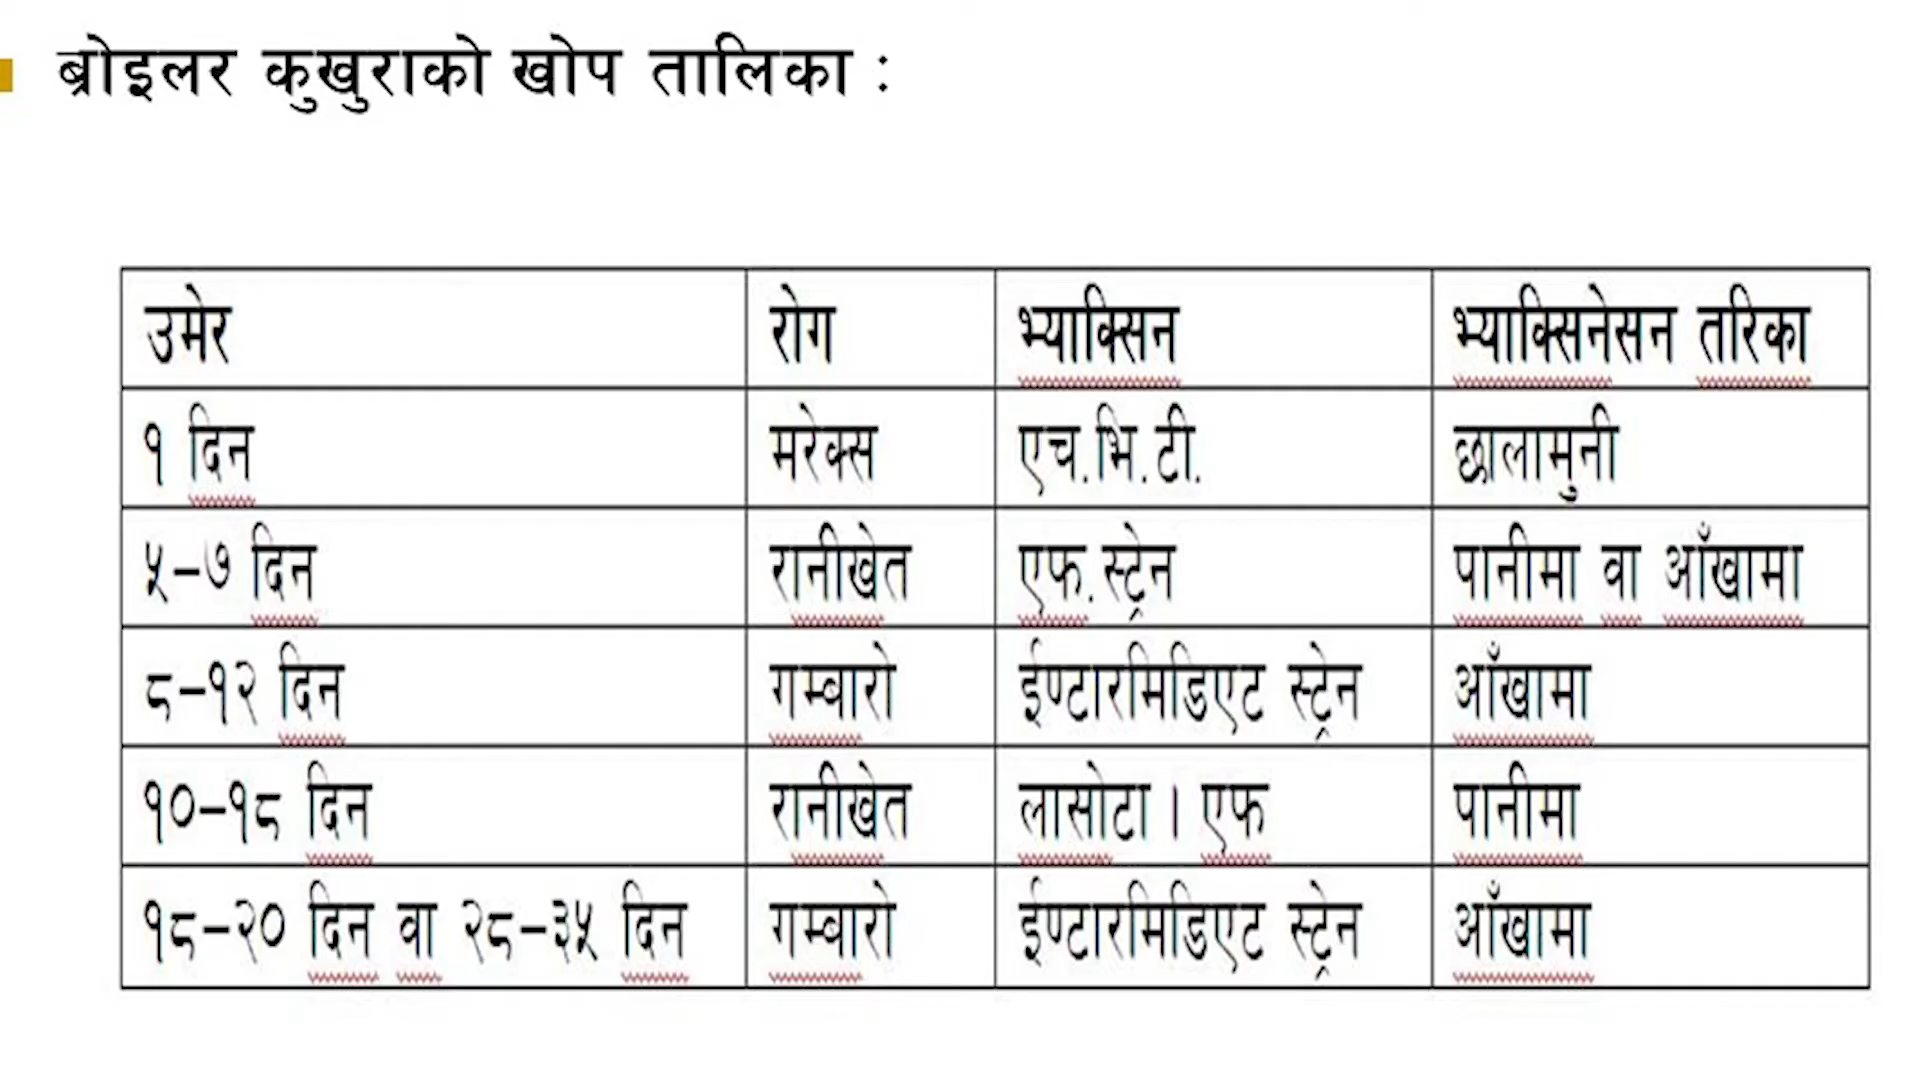 ब्रोइलर कुखुराको खोप तालिका :
उमेर रोग भ्याक्सिन भ्याक्सिनेसन तरिका
१ दिन मरेक्स एच.भि.टी. छालामुनी
५–७ दिन रानीखेत एफ.स्ट्रेन पानीमा वा आँखामा
८–१२ दिन गम्बारो ईण्टारमिडिएट स्ट्रेन आँखामा
१०–१८ दिन रानीखेत लासोटा । एफ पानीमा
१८–२० दिन वा २८–३५ दिन गम्बारो ईण्टारमिडिएट स्ट्रेन आँखामा